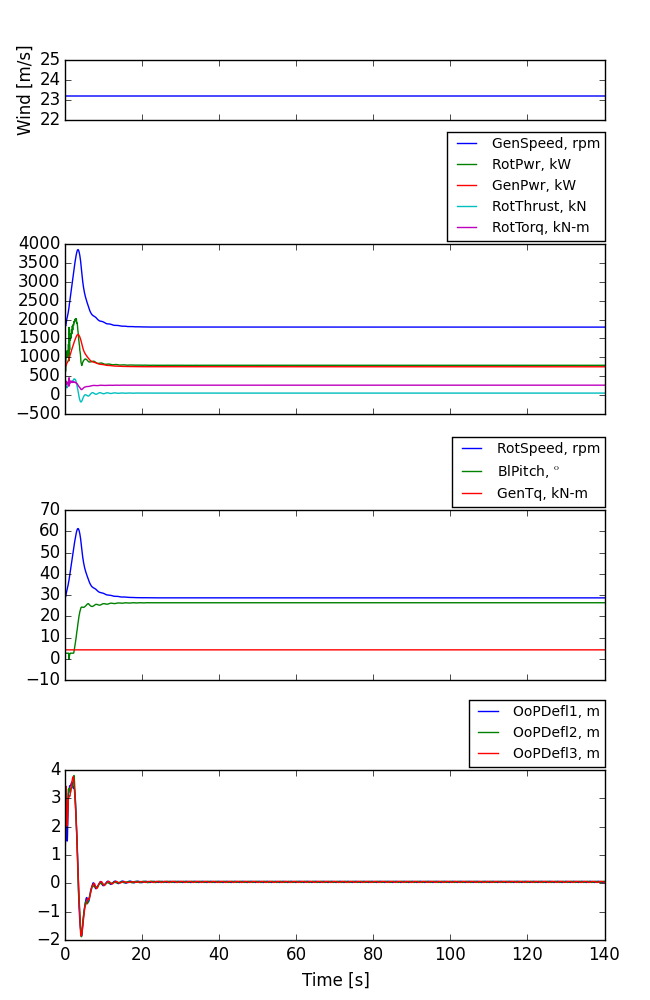 Wind [m/s]
25
24
23
22
GenSpeed, rpm
RotPwr, kW
GenPwr, kW
RotThrust, kN
RotTorq, kN-m
4000
3500
3000
2500
2000
1500
1000
500
0
−500
RotSpeed, rpm
BlPitch, °
GenTq, kN-m
70
60
50
40
30
20
10
0
−10
OoPDefl1, m
OoPDefl2, m
OoPDefl3, m
4
3
2
1
0
−1
−2
0 20 40 60 80 100 120 140
Time [s]